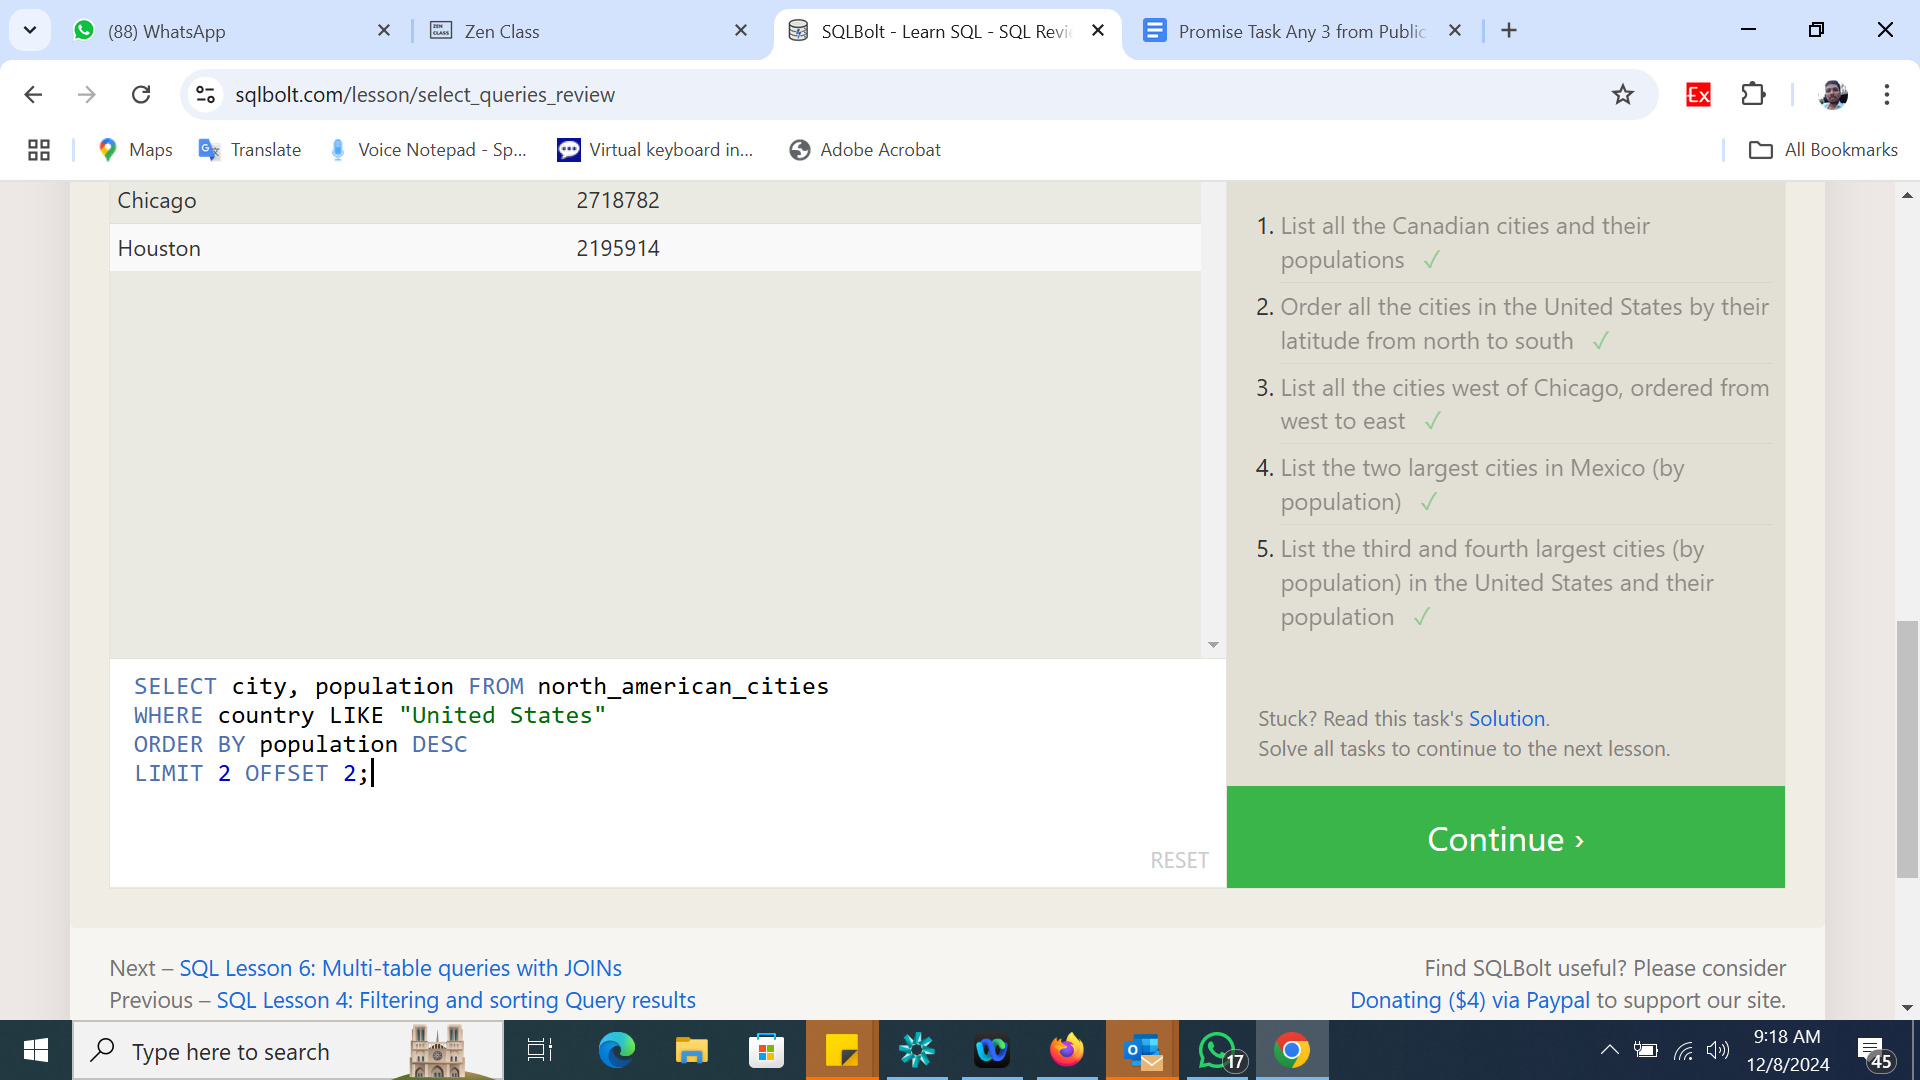 (88) WhatsApp
Zen Class
SQLBolt - Learn SQL - SQL Revi
Promise Task Any 3 from Public
sqlbolt.com/lesson/select_queries_review
Ex
Maps
Translate
Voice Notepad - Sp...
Virtual keyboard in...
Adobe Acrobat
All Bookmarks
Chicago 2718782
Houston 2195914
1. List all the Canadian cities and their
populations ✓
2. Order all the cities in the United States by their
latitude from north to south ✓
3. List all the cities west of Chicago, ordered from
west to east ✓
4. List the two largest cities in Mexico (by
population) ✓
5. List the third and fourth largest cities (by
population) in the United States and their
population ✓
SELECT city, population FROM north_american_cities
WHERE country LIKE "United States"
ORDER BY population DESC
LIMIT 2 OFFSET 2;
RESET
Stuck? Read this task's Solution.
Solve all tasks to continue to the next lesson.
Continue ›
Next – SQL Lesson 6: Multi-table queries with JOINs
Previous – SQL Lesson 4: Filtering and sorting Query results
Find SQLBolt useful? Please consider
Donating ($4) via Paypal to support our site.
Type here to search
17
9:18 AM
12/8/2024
45